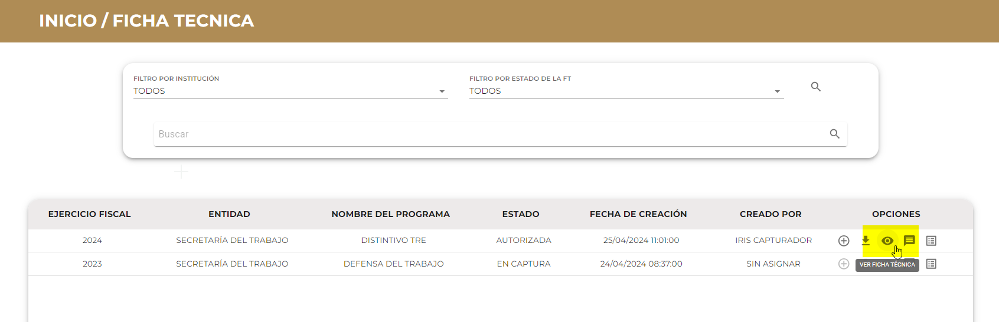 INICIO / FICHA TECNICA
FILTRO POR INSTITUCIÓN
TODOS
FILTRO POR ESTADO DE LA FT
TODOS
Buscar
EJERCICIO FISCAL ENTIDAD NOMBRE DEL PROGRAMA ESTADO FECHA DE CREACIÓN CREADO POR OPCIONES
2024 SECRETARÍA DEL TRABAJO DISTINTIVO TRE AUTORIZADA 25/04/2024 11:01:00 IRIS CAPTURADOR
2023 SECRETARÍA DEL TRABAJO DEFENSA DEL TRABAJO EN CAPTURA 24/04/2024 08:37:00 SIN ASIGNAR
VER FICHA TÉCNICA